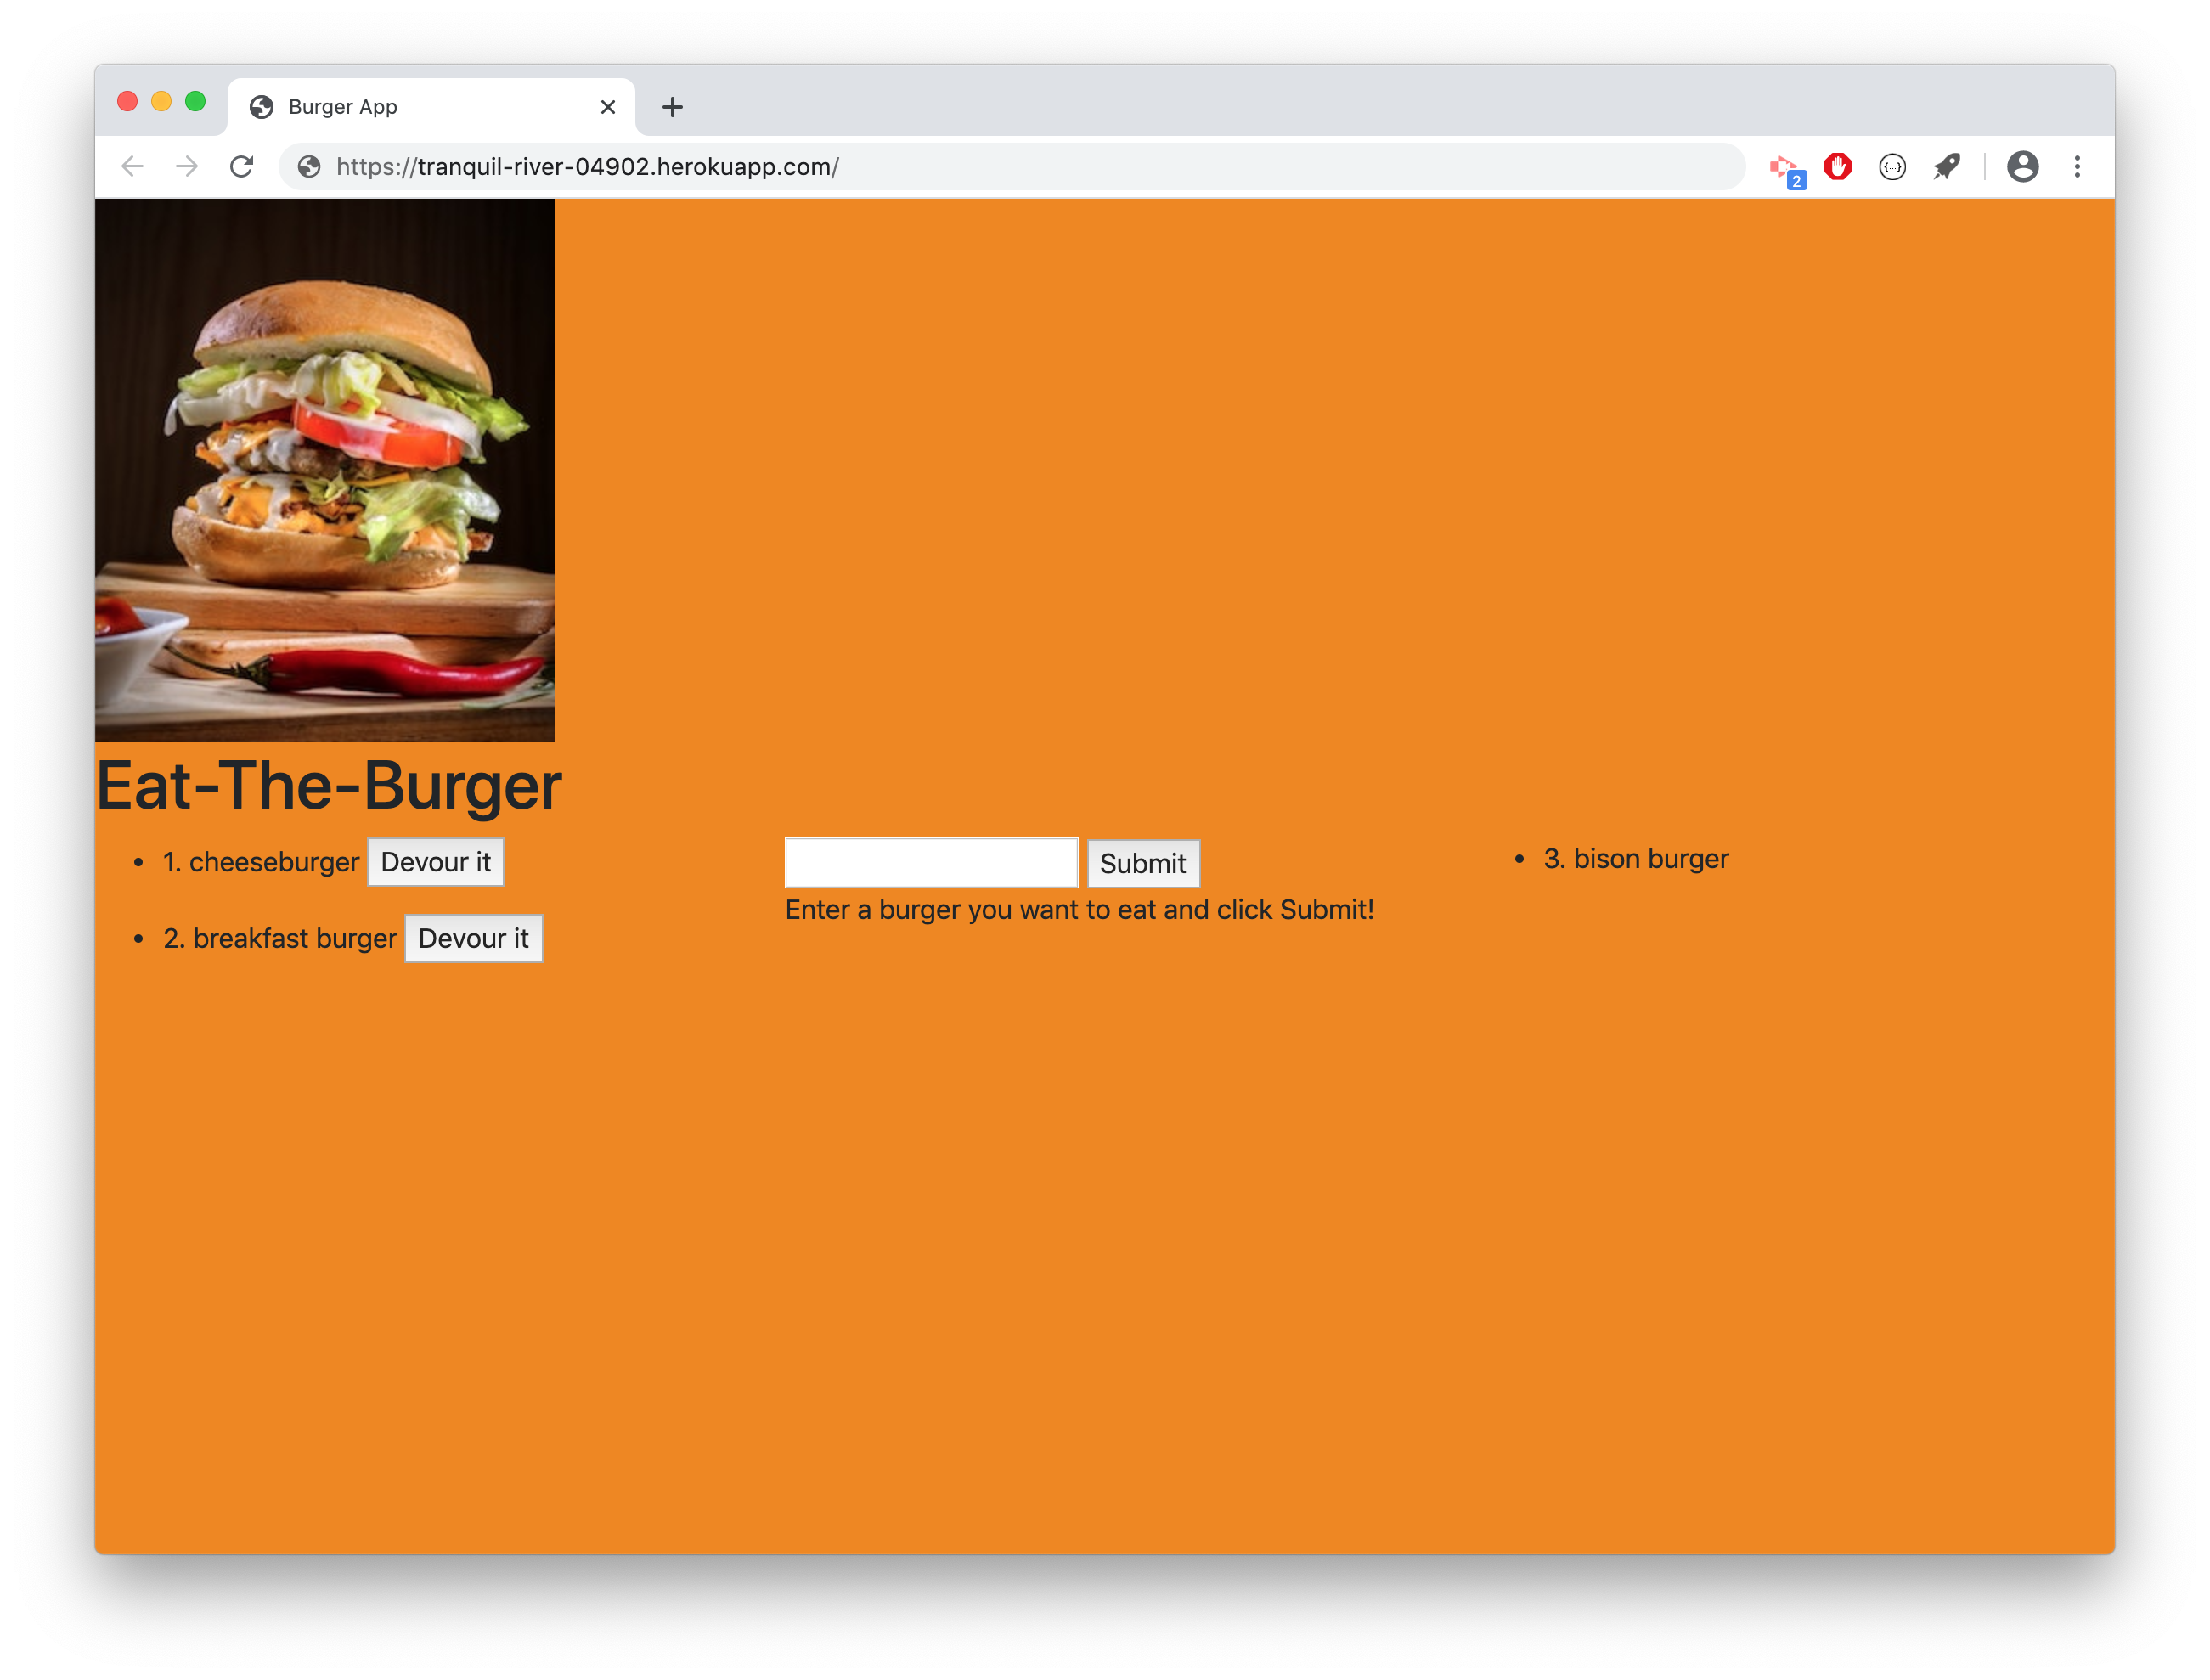 Burger App
https://tranquil-river-04902.herokuapp.com/
{...}
2
Eat-The-Burger
• 1. cheeseburger Devour it
• 2. breakfast burger Devour it
Submit
Enter a burger you want to eat and click Submit!
• 3. bison burger